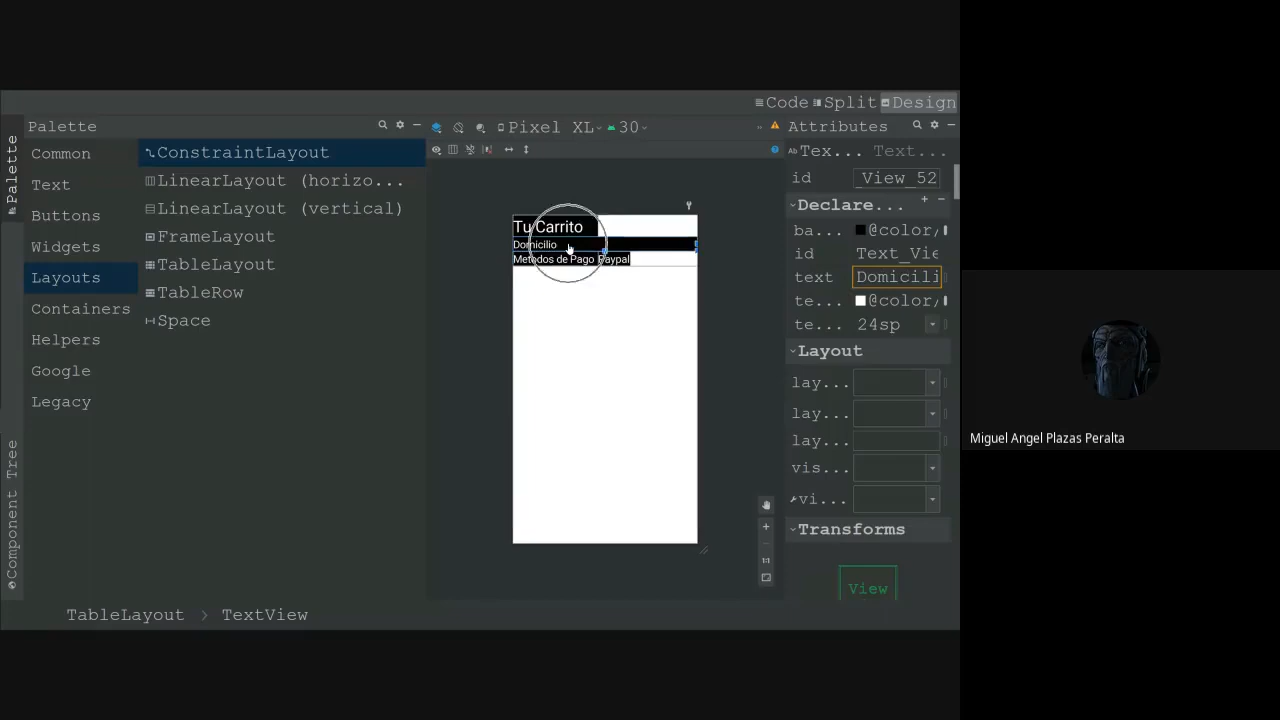 Code Split Design
Palette
Pixel XL 30
Attributes
Palette
Component Tree
Common
Text
Buttons
Widgets
Layouts
Containers
Helpers
Google
Legacy
ConstraintLayout
LinearLayout (horizo...
LinearLayout (vertical)
FrameLayout
TableLayout
TableRow
Space
Tu Carrito
Domicilio
Metodos de Pago Paypal
Ab Tex... Text...
id _View_52
Declare... + −
ba... @color/
id Text_Vie
text Domicili
te... @color/
te... 24sp
Layout
lay...
lay...
lay...
vis...
vi...
Transforms
View
1:1
TableLayout > TextView
Miguel Angel Plazas Peralta